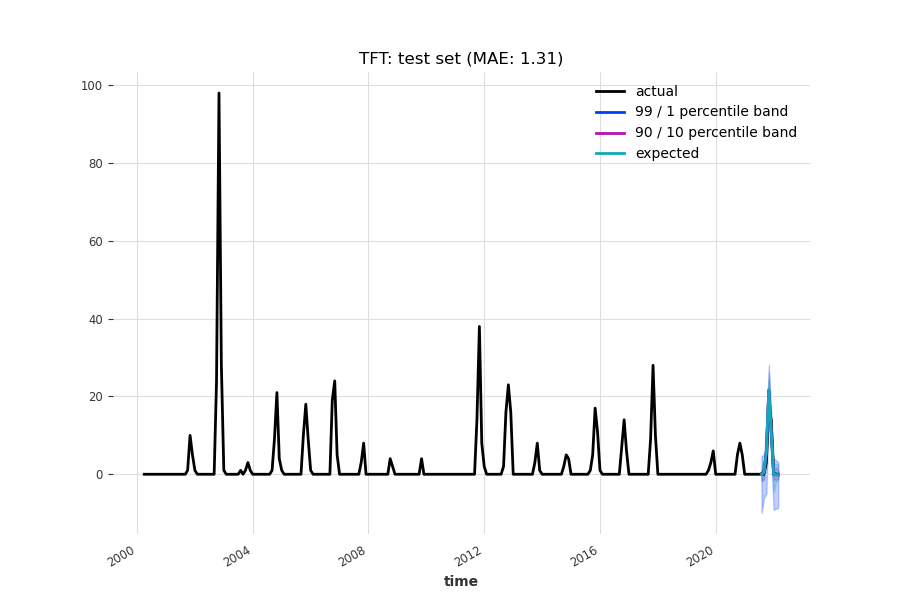 TFT: test set (MAE: 1.31)
actual
99 / 1 percentile band
90 / 10 percentile band
expected
100
80
60
40
20
0
2000
2004
2008
2012
2016
2020
time